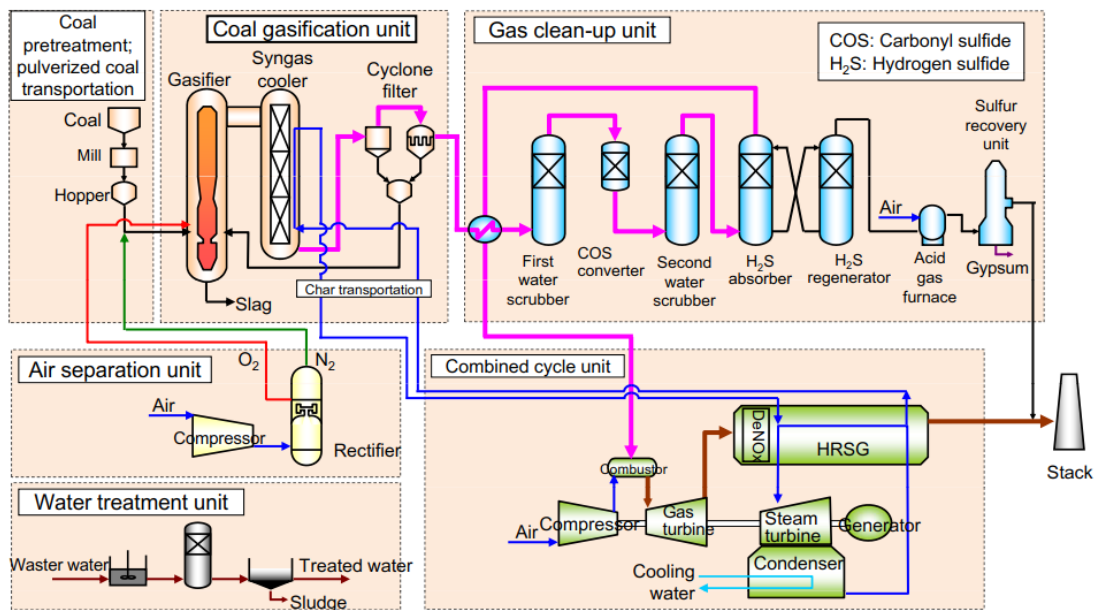 Coal
pretreatment;
pulverized coal
transportation
Coal
Mill
Hopper
Coal gasification unit
Gasifier
Syngas
cooler
Cyclone
filter
Char transportation
Slag
Gas clean-up unit
COS: Carbonyl sulfide
H₂S: Hydrogen sulfide
First
water
scrubber
COS
converter
Second
water
scrubber
H₂S
absorber
H₂S
regenerator
Air
Acid
gas
furnace
Sulfur
recovery
unit
Gypsum
Air separation unit
O₂
N₂
Air
Compressor
Rectifier
Water treatment unit
Waster water
Treated water
Sludge
Combined cycle unit
DeNOx
HRSG
Combustor
Air
Compressor
Gas
turbine
Steam
turbine
Generator
Condenser
Cooling
water
Stack